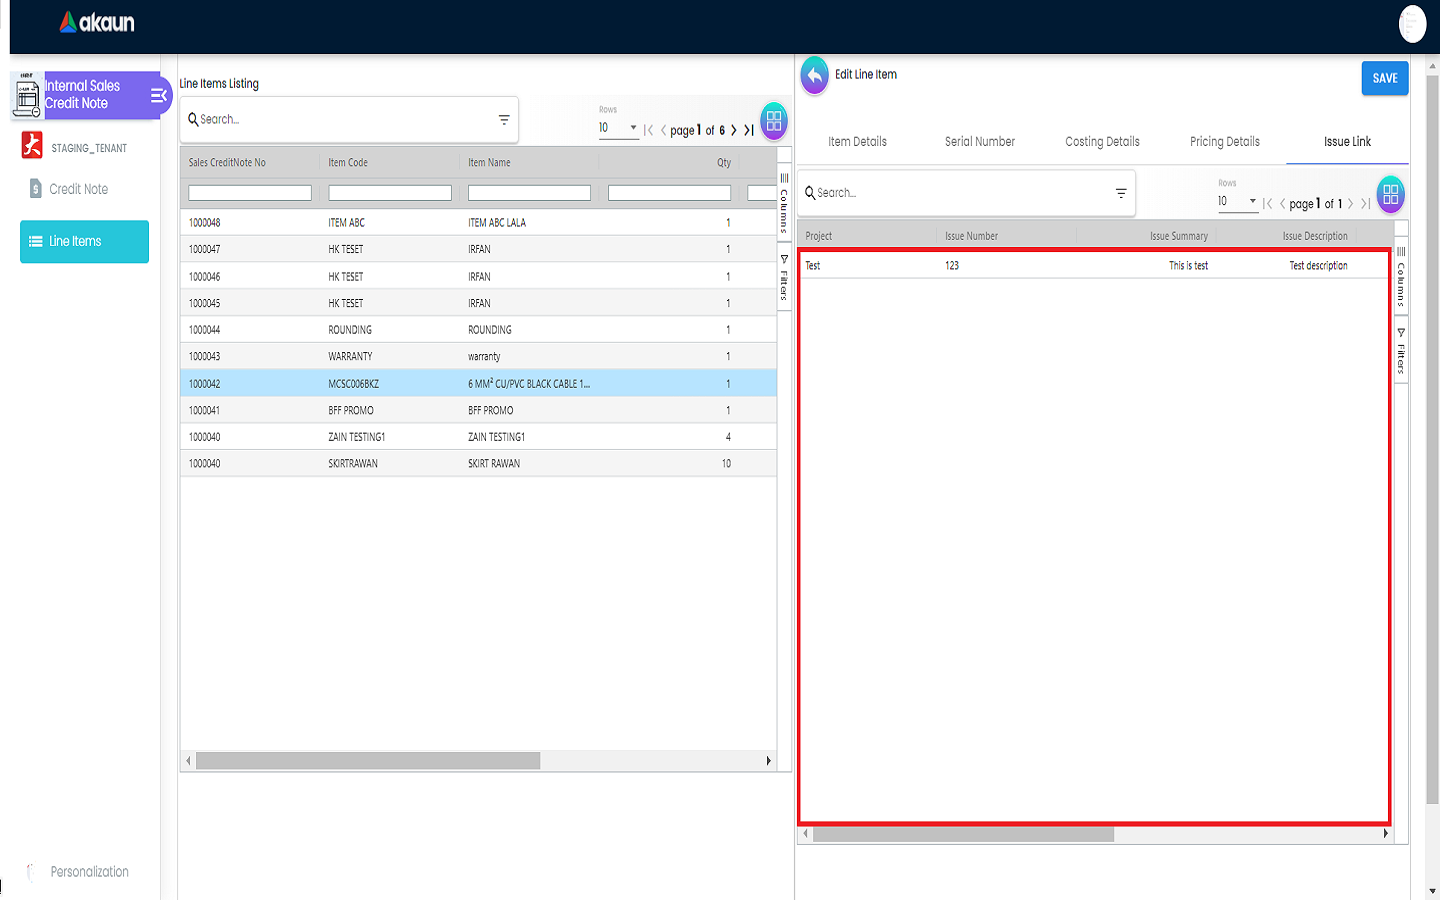 akaun
Internal Sales
Credit Note
STAGING_TENANT
Credit Note
Line Items
Personalization
Line Items Listing
Search...
Rows
10
page 1 of 6
Sales CreditNote No Item Code Item Name Qty
1000048 ITEM ABC ITEM ABC LALA 1
1000047 HK TESET IRFAN 1
1000046 HK TESET IRFAN 1
1000045 HK TESET IRFAN 1
1000044 ROUNDING ROUNDING 1
1000043 WARRANTY warranty 1
1000042 MCSC006BKZ 6 MM² CU/PVC BLACK CABLE 1... 1
1000041 BFF PROMO BFF PROMO 1
1000040 ZAIN TESTING1 ZAIN TESTING1 4
1000040 SKIRTRAWAN SKIRT RAWAN 10
Columns
Filters
Edit Line Item
SAVE
Item Details Serial Number Costing Details Pricing Details Issue Link
Search...
Rows
10
page 1 of 1
Project Issue Number Issue Summary Issue Description
Test 123 This is test Test description
Columns
Filters